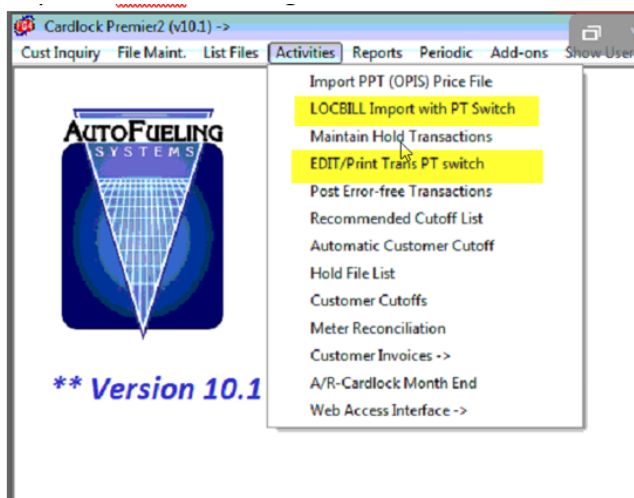 Cardlock Premier2 (v10.1) ->
Cust Inquiry File Maint. List Files Activities Reports Periodic Add-ons Show User
Import PPT (OPIS) Price File
LOCBILL Import with PT Switch
Maintain Hold Transactions
EDIT/Print Trans PT switch
Post Error-free Transactions
Recommended Cutoff List
Automatic Customer Cutoff
Hold File List
Customer Cutoffs
Meter Reconciliation
Customer Invoices ->
A/R-Cardlock Month End
Web Access Interface ->
AUTOFUELING
SYSTEMS
** Version 10.1